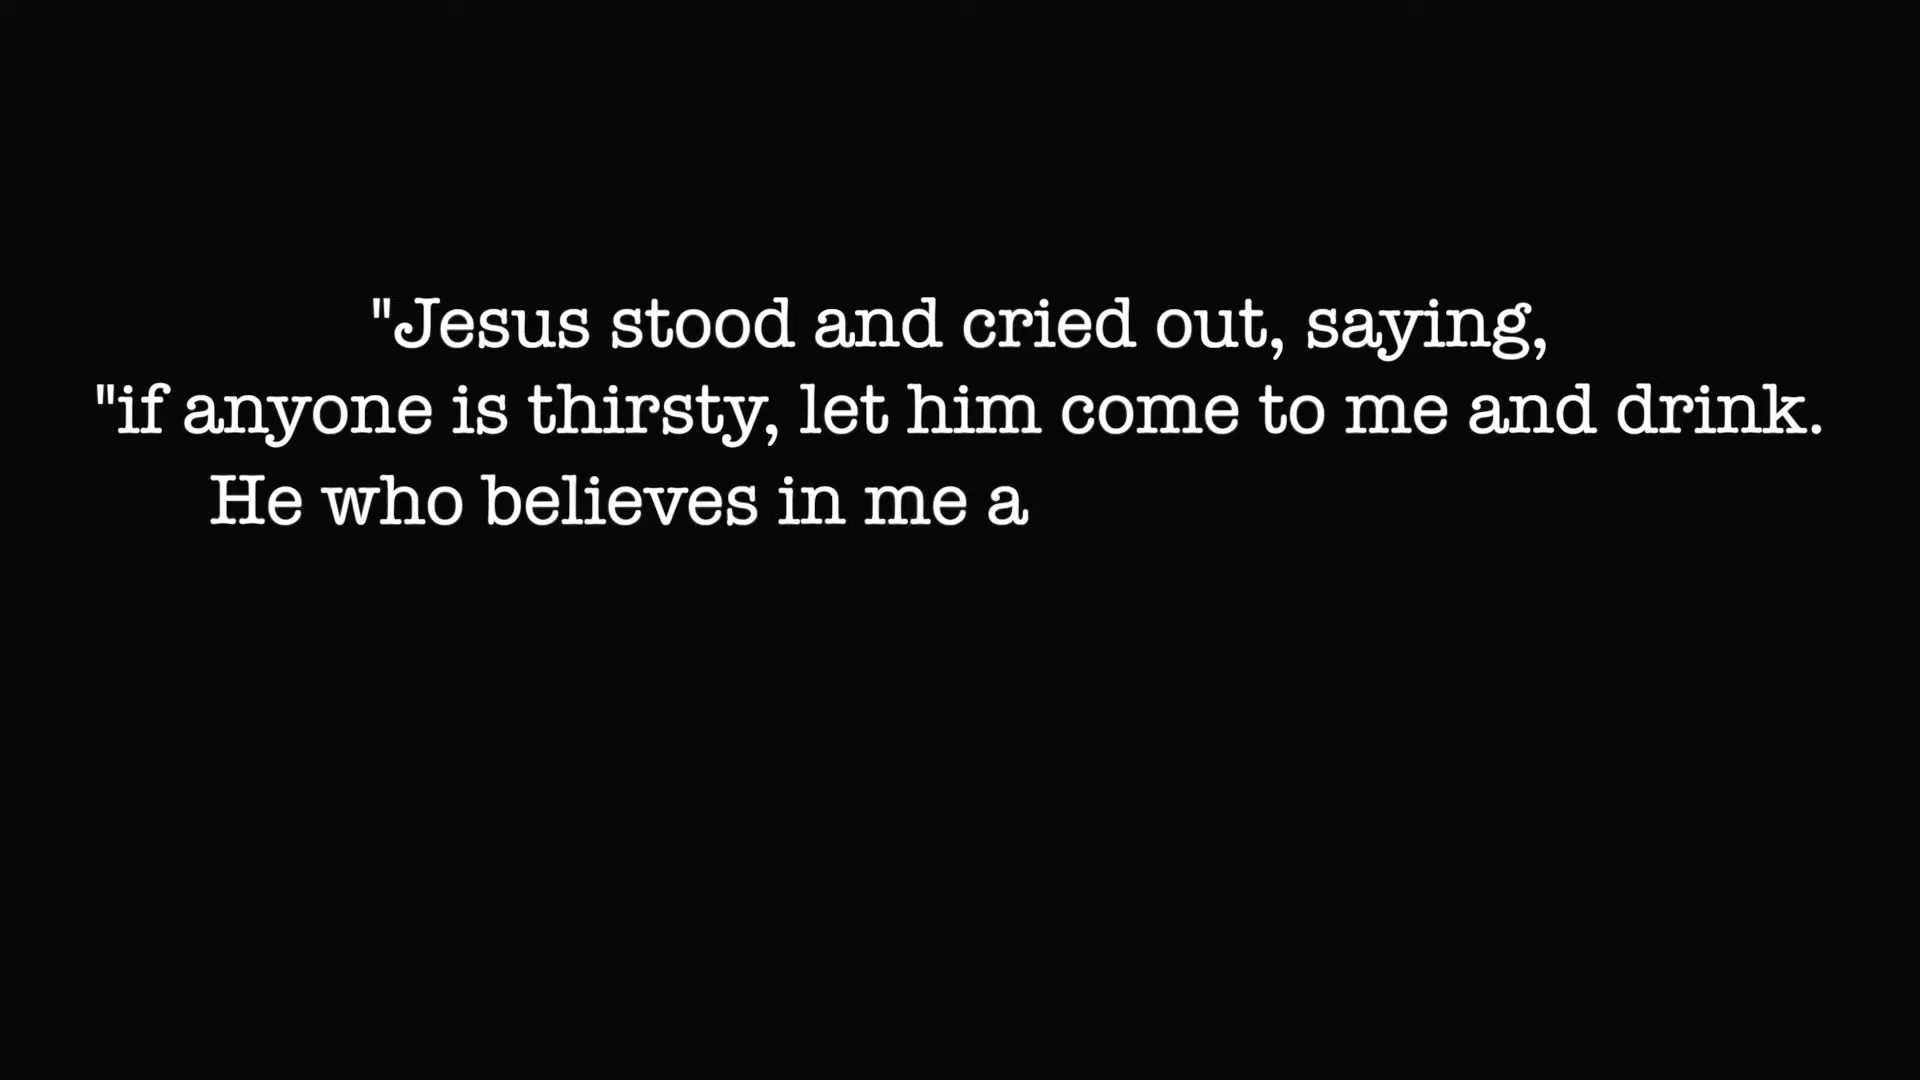 "Jesus stood and cried out, saying,
"if anyone is thirsty, let him come to me and drink.
He who believes in me a